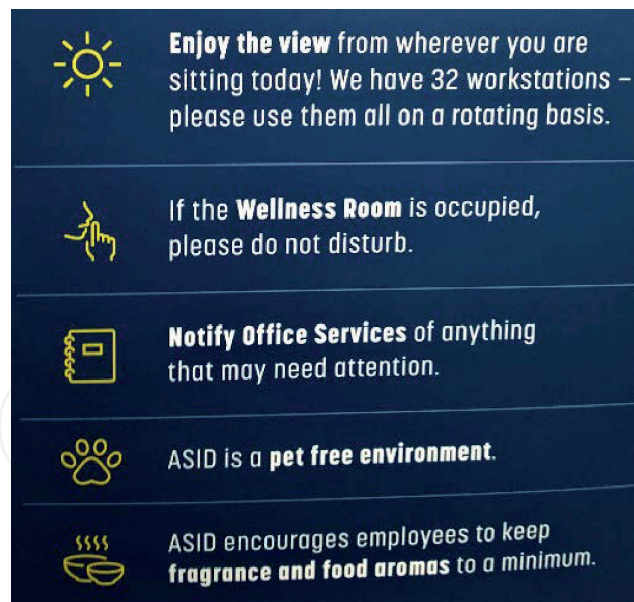 Enjoy the view from wherever you are
sitting today! We have 32 workstations –
please use them all on a rotating basis.
If the Wellness Room is occupied,
please do not disturb.
Notify Office Services of anything
that may need attention.
ASID is a pet free environment.
ASID encourages employees to keep
fragrance and food aromas to a minimum.